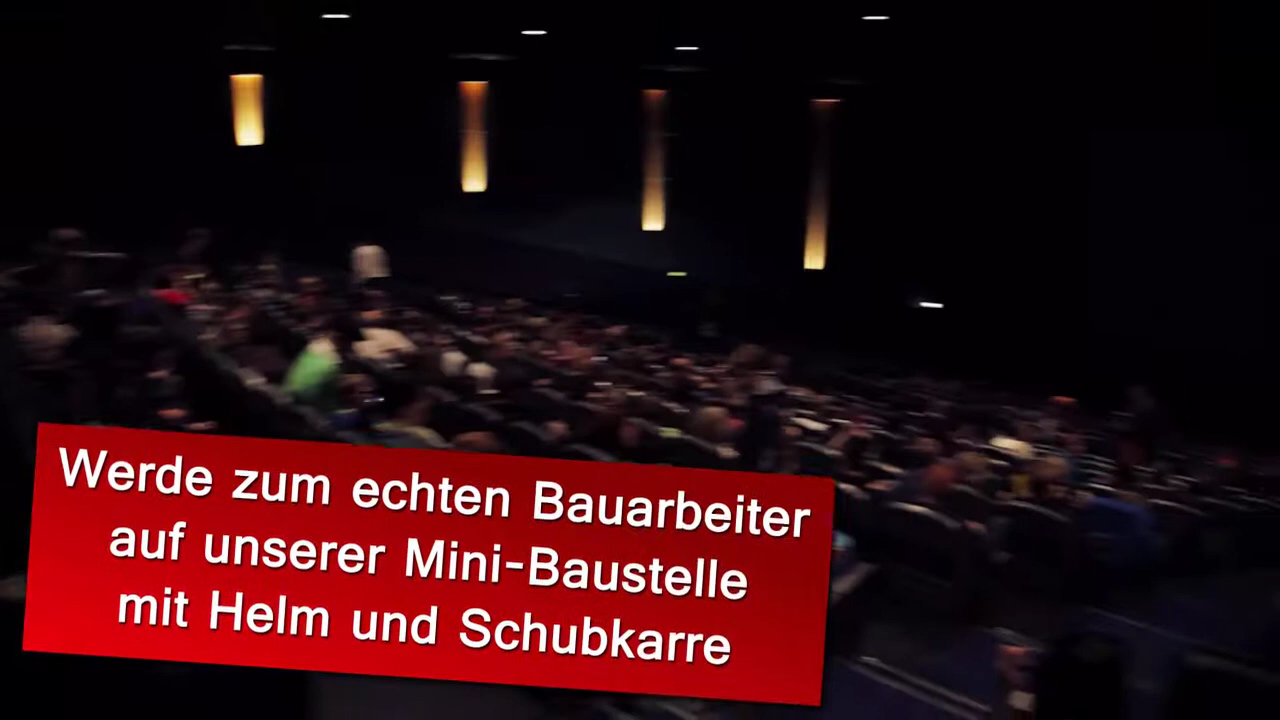 Werde zum echten Bauarbeiter
auf unserer Mini-Baustelle
mit Helm und Schubkarre